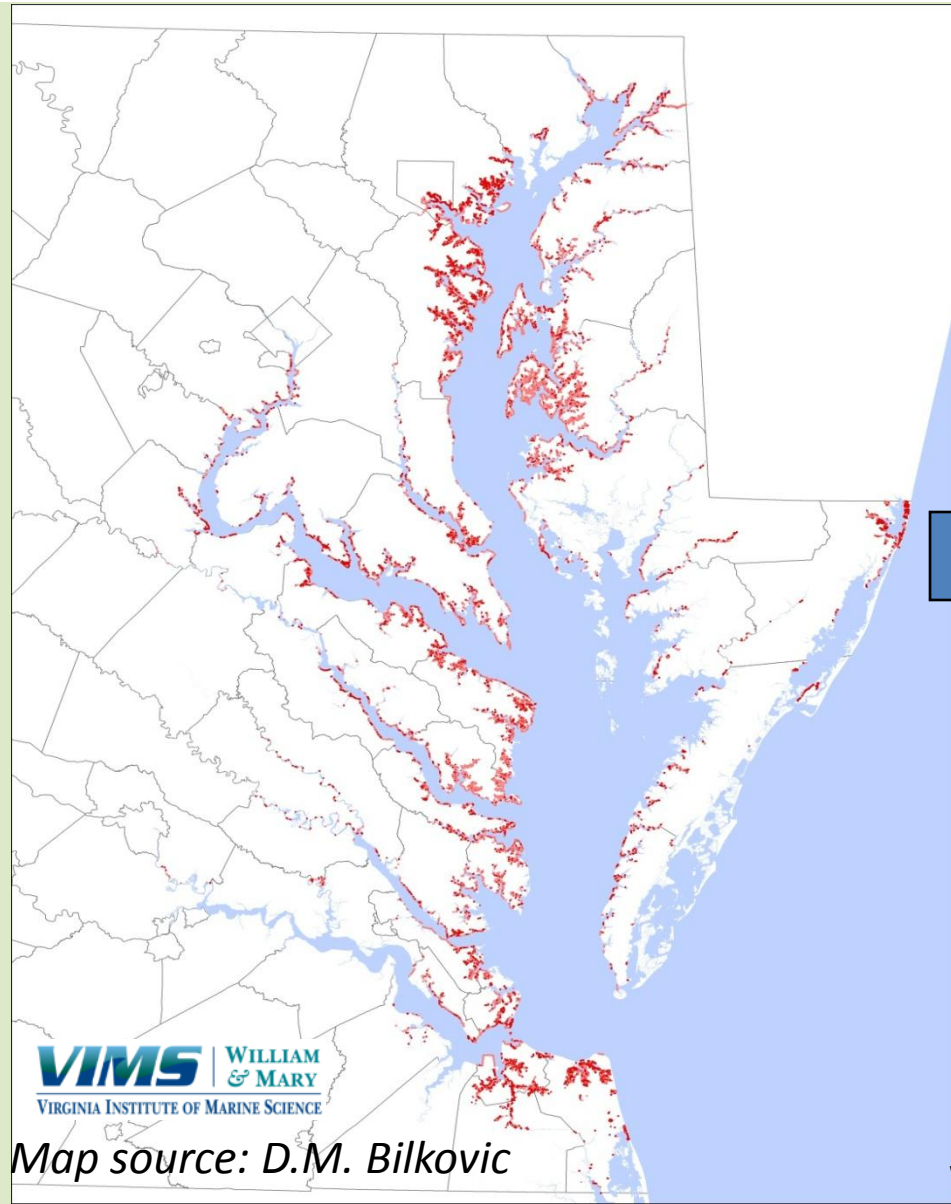 VIMS WILLIAM
& MARY
VIRGINIA INSTITUTE OF MARINE SCIENCE
Map source: D.M. Bilkovic